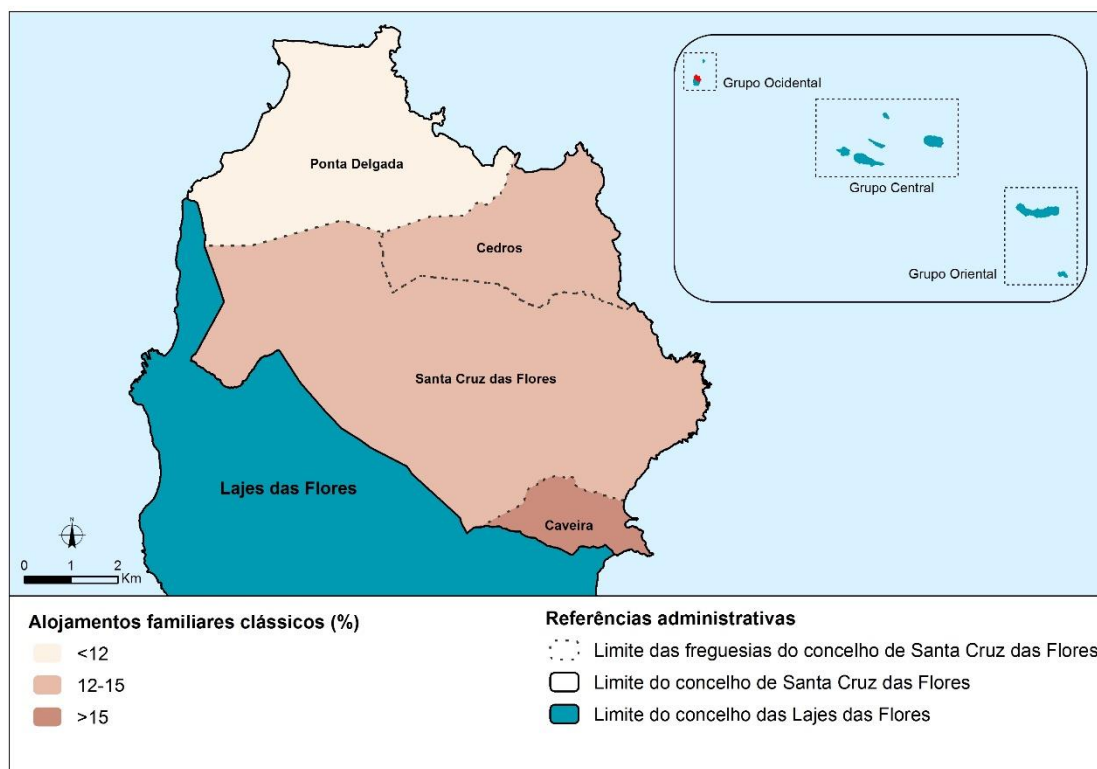 Ponta Delgada
Cedros
Santa Cruz das Flores
Lajes das Flores
Caveira
Grupo Ocidental
Grupo Central
Grupo Oriental
N
0 1 2
Km
Alojamentos familiares clássicos (%)
<12
12-15
>15
Referências administrativas
Limite das freguesias do concelho de Santa Cruz das Flores
Limite do concelho de Santa Cruz das Flores
Limite do concelho das Lajes das Flores